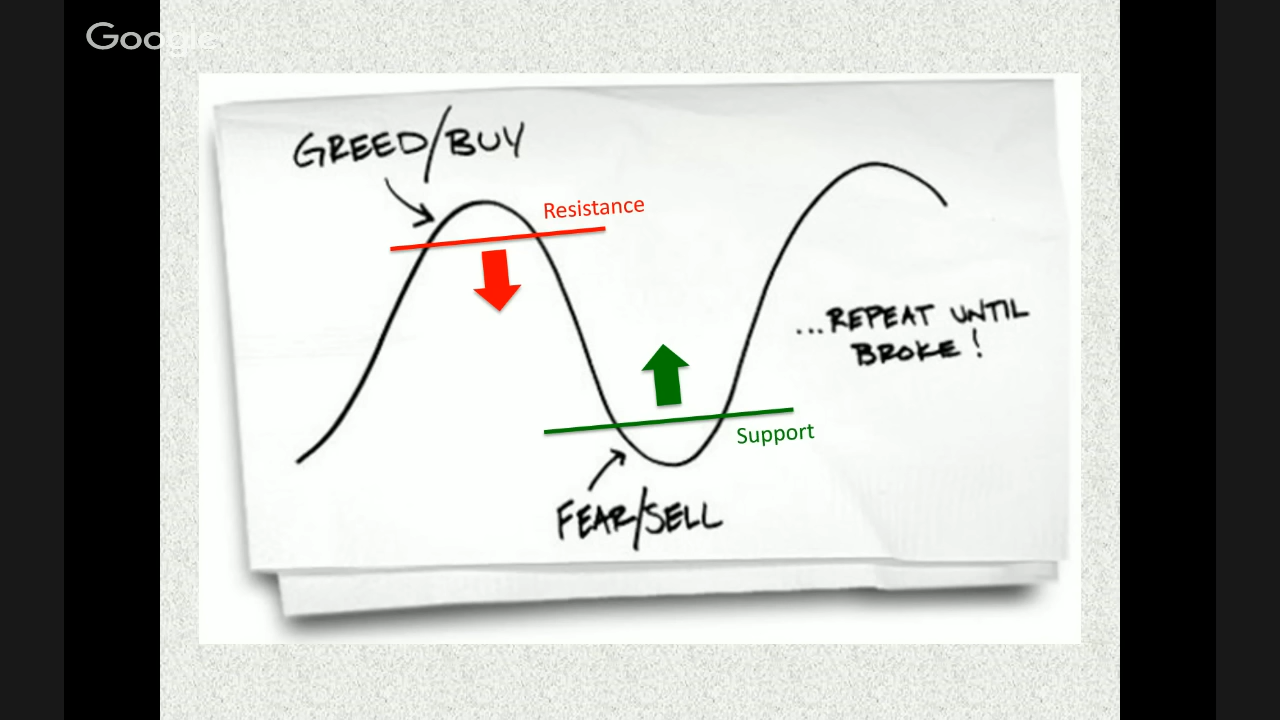 Google
GREED/BUY
Resistance
...REPEAT UNTIL
BROKE!
Support
FEAR/SELL